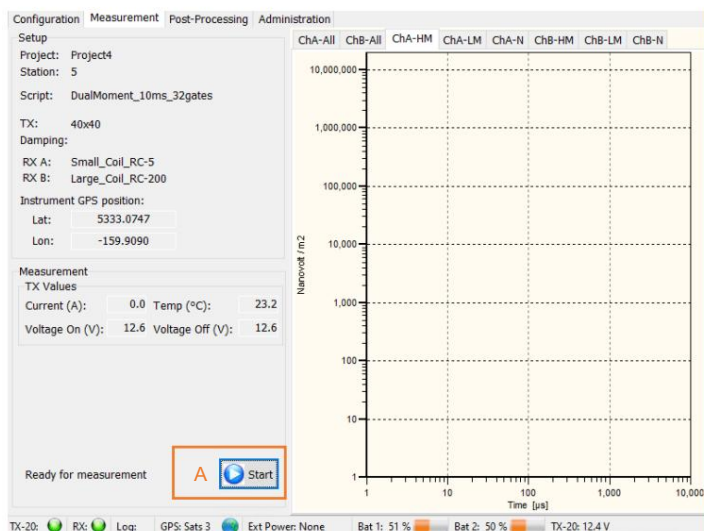 Configuration Measurement Post-Processing Administration
Setup
Project: Project4
Station: 5
Script: DualMoment_10ms_32gates
TX: 40x40
Damping:
RX A: Small_Coil_RC-5
RX B: Large_Coil_RC-200
Instrument GPS position:
Lat: 5333.0747
Lon: -159.9090
Measurement
TX Values
Current (A): 0.0 Temp (ºC): 23.2
Voltage On (V): 12.6 Voltage Off (V): 12.6
Ready for measurement A Start
ChA-All ChB-All ChA-HM ChA-LM ChA-N ChB-HM ChB-LM ChB-N
Nanovolt / m2
10,000,000
1,000,000
100,000
10,000
1,000
100
10
1
1 10 100 1,000 10,000
Time [µs]
TX-20: RX: Log: GPS: Sats 3 Ext Power: None Bat 1: 51 % Bat 2: 50 % TX-20: 12.4 V